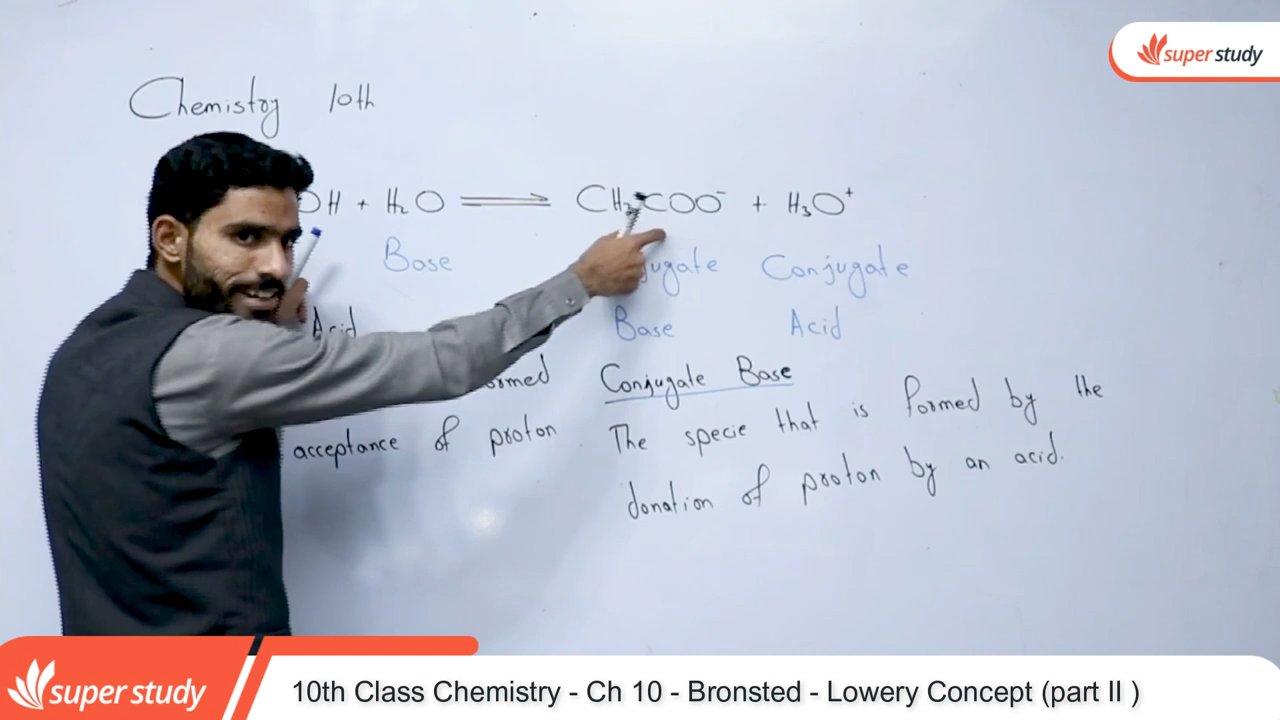 super study
Chemistry 10th
OH + H₂O ⇌ CH₃COO⁻ + H₃O⁺
Base jugate Conjugate
Acid Base Acid
ormed Conjugate Base
acceptance of proton The specie that is formed by the
donation of proton by an acid.
super study
10th Class Chemistry - Ch 10 - Bronsted - Lowery Concept (part II )